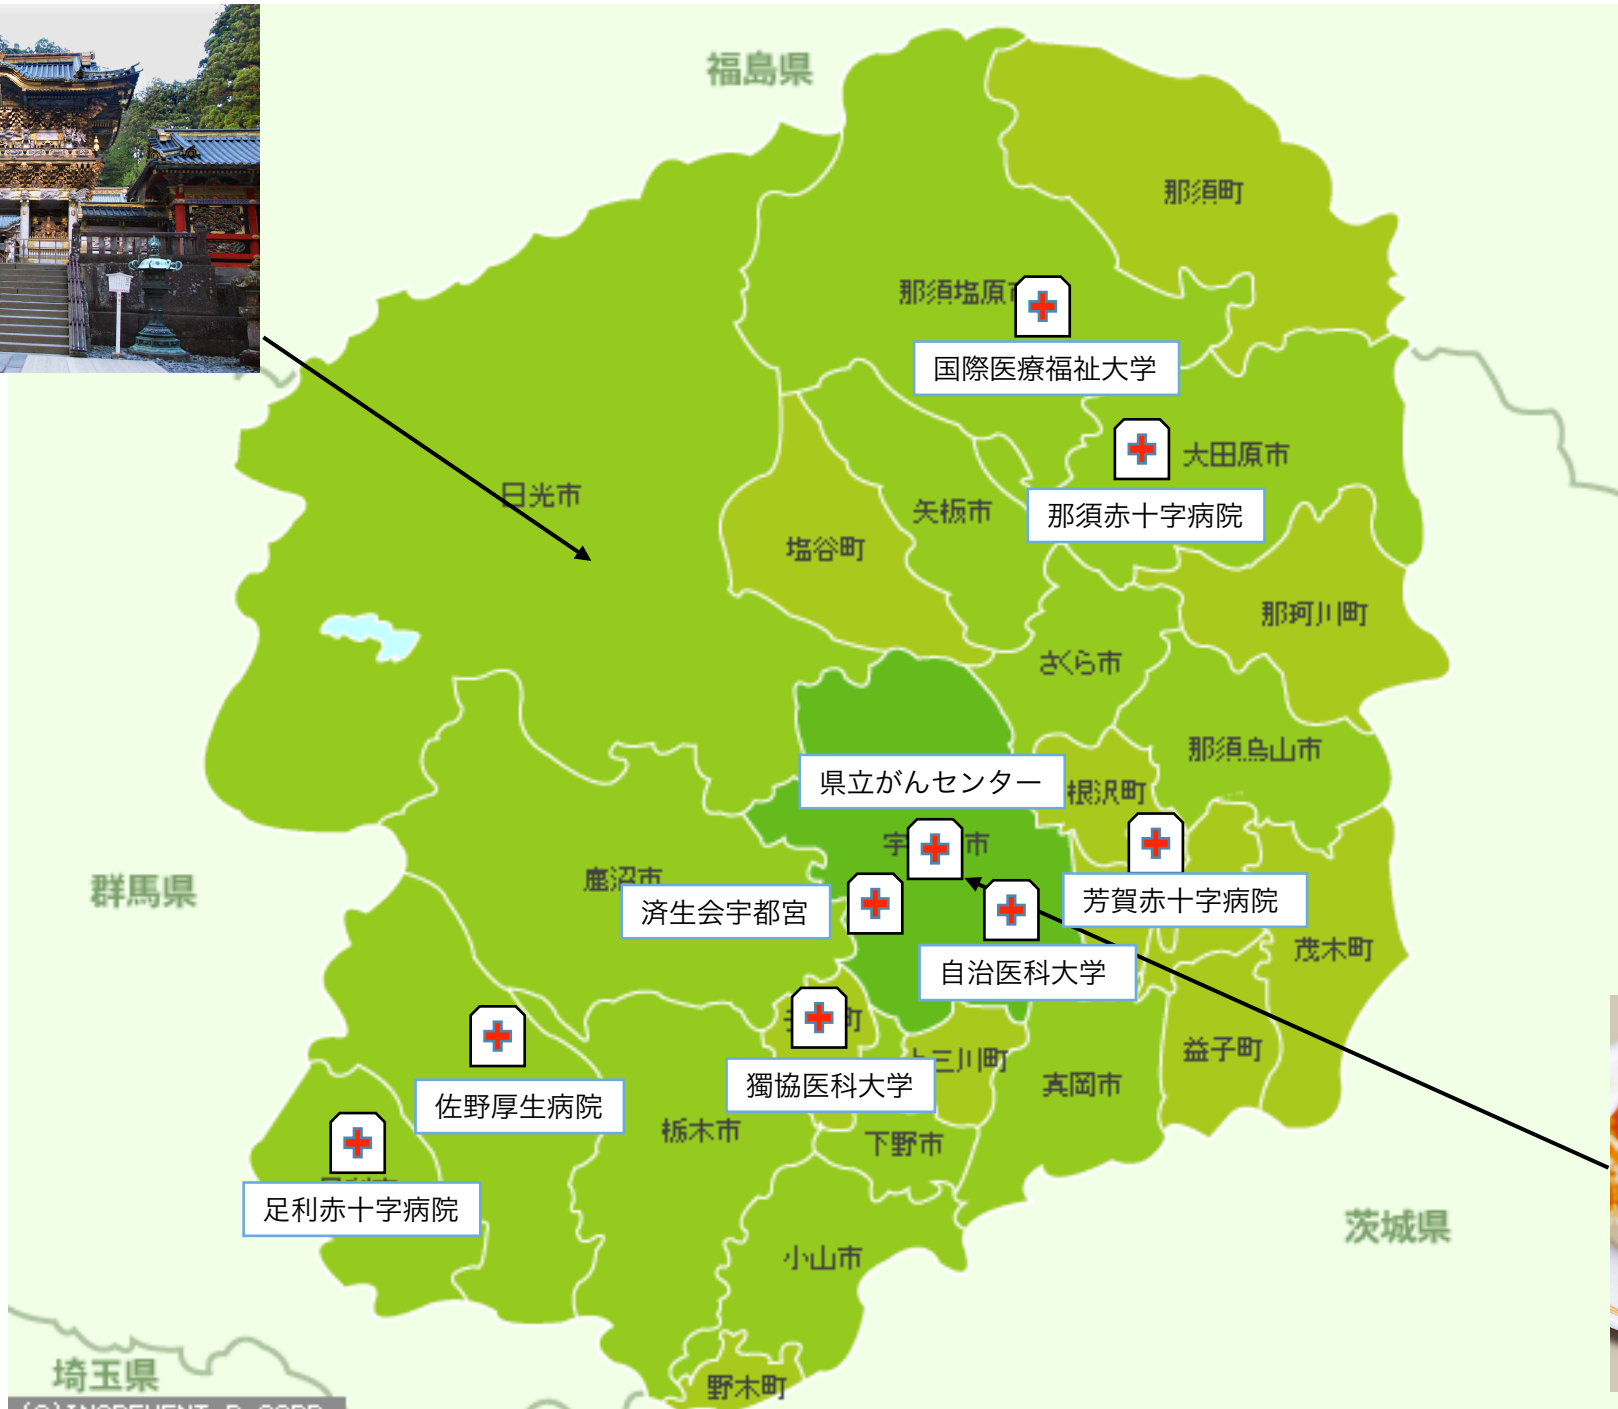 福島県
那須町
那須塩原
国際医療福祉大学
大田原市
日光市
矢板市
那須赤十字病院
塩谷町
那珂川町
さくら市
那須烏山市
県立がんセンター
根沢町
宇
市
鹿沼市
群馬県
済生会宇都宮
芳賀赤十字病院
茂木町
自治医科大学
町
益子町
三川町
獨協医科大学
真岡市
佐野厚生病院
栃木市
下野市
足利赤十字病院
茨城県
小山市
埼玉県
野木町